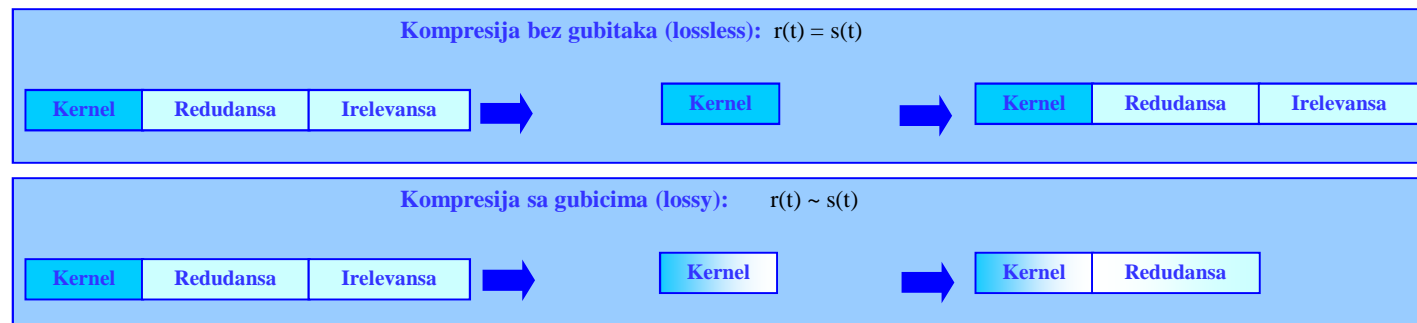 Kompresija bez gubitaka (lossless): r(t) = s(t)
Kernel Redudansa Irelevansa Kernel Kernel Redudansa Irelevansa
Kompresija sa gubicima (lossy): r(t) ~ s(t)
Kernel Redudansa Irelevansa Kernel Kernel Redudansa